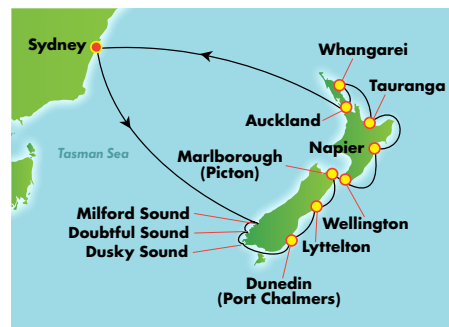 Sydney
Whangarei
Tauranga
Auckland
Napier
Tasman Sea
Marlborough
(Picton)
Milford Sound
Doubtful Sound
Dusky Sound
Wellington
Lyttelton
Dunedin
(Port Chalmers)